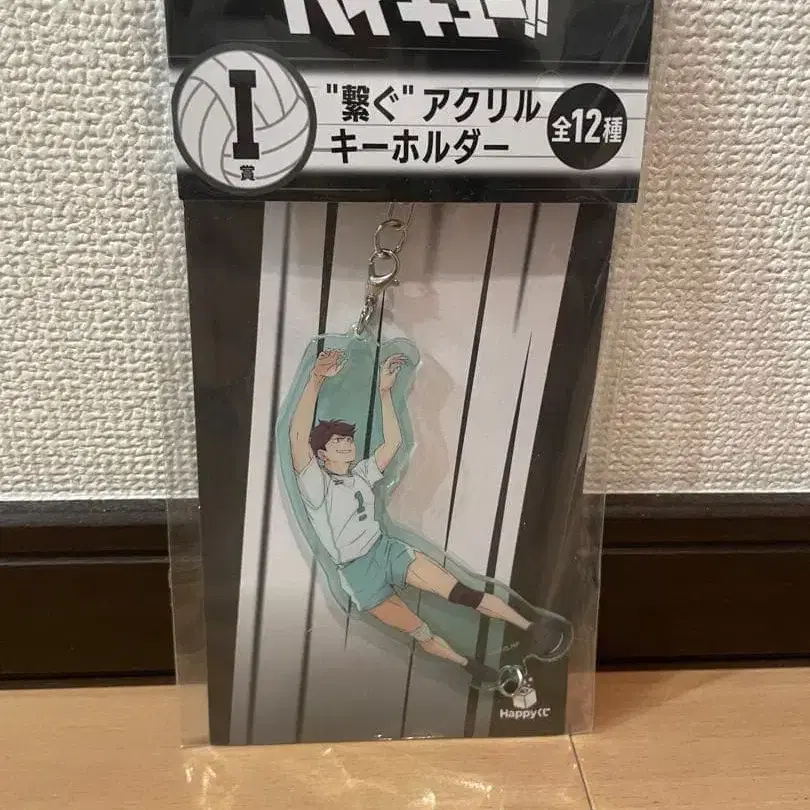 ハイキュー!!
I
賞
"繋ぐ"アクリル
キーホルダー
全12種
1
Happyくじ